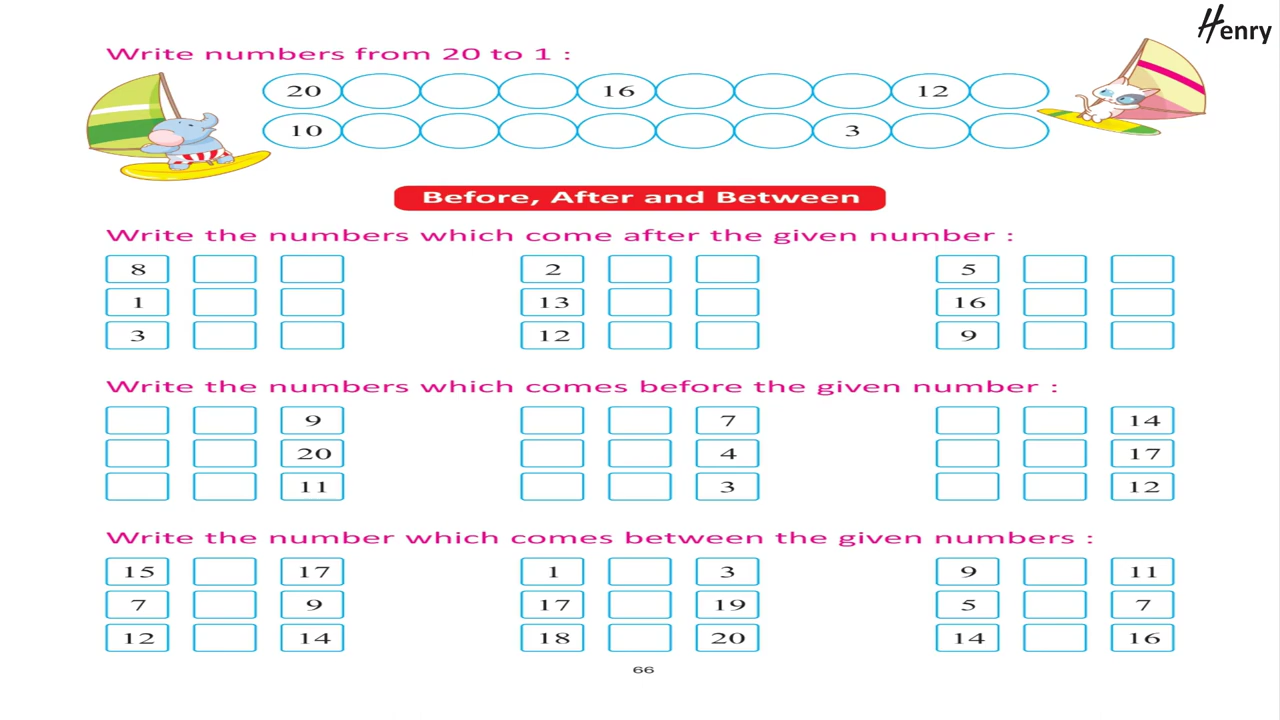 Henry
Write numbers from 20 to 1 :
20 16 12
10 3
Before, After and Between
Write the numbers which come after the given number :
8 2 5
1 13 16
3 12 9
Write the numbers which comes before the given number :
9 7 14
20 4 17
11 3 12
Write the number which comes between the given numbers :
15 17 1 3 9 11
7 9 17 19 5 7
12 14 18 20 14 16
66